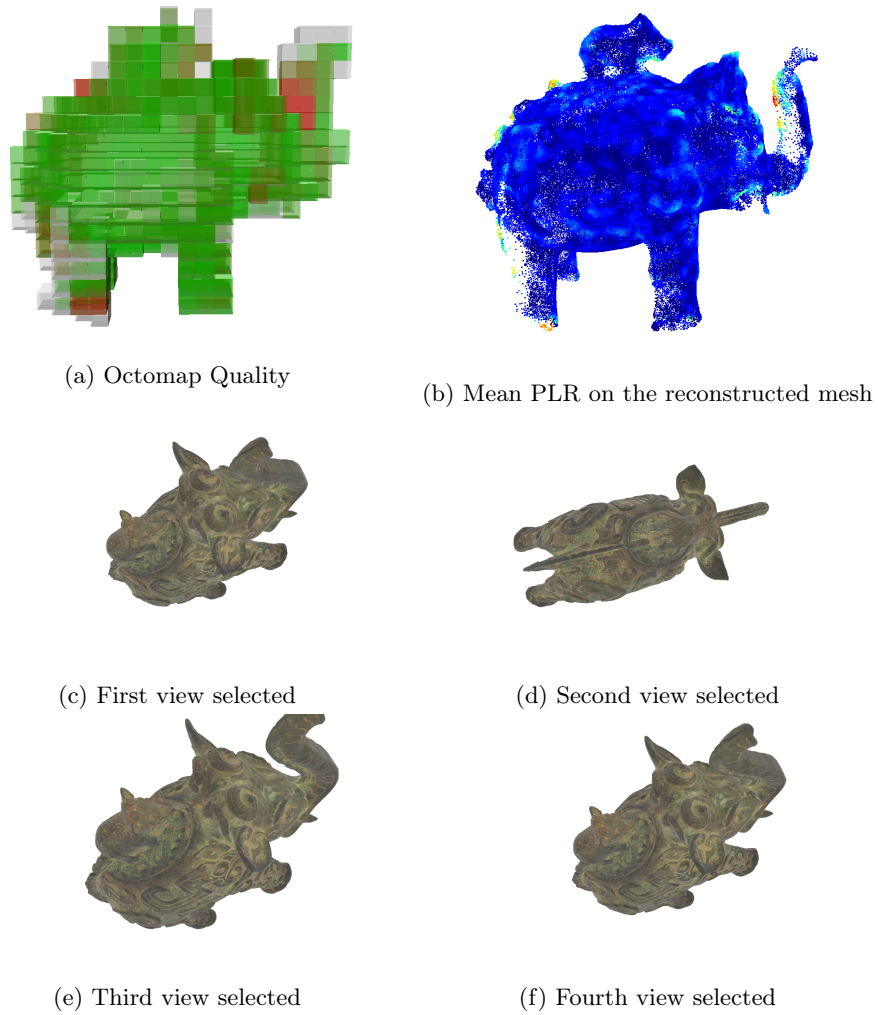 (a) Octomap Quality
(b) Mean PLR on the reconstructed mesh
(c) First view selected
(d) Second view selected
(e) Third view selected
(f) Fourth view selected